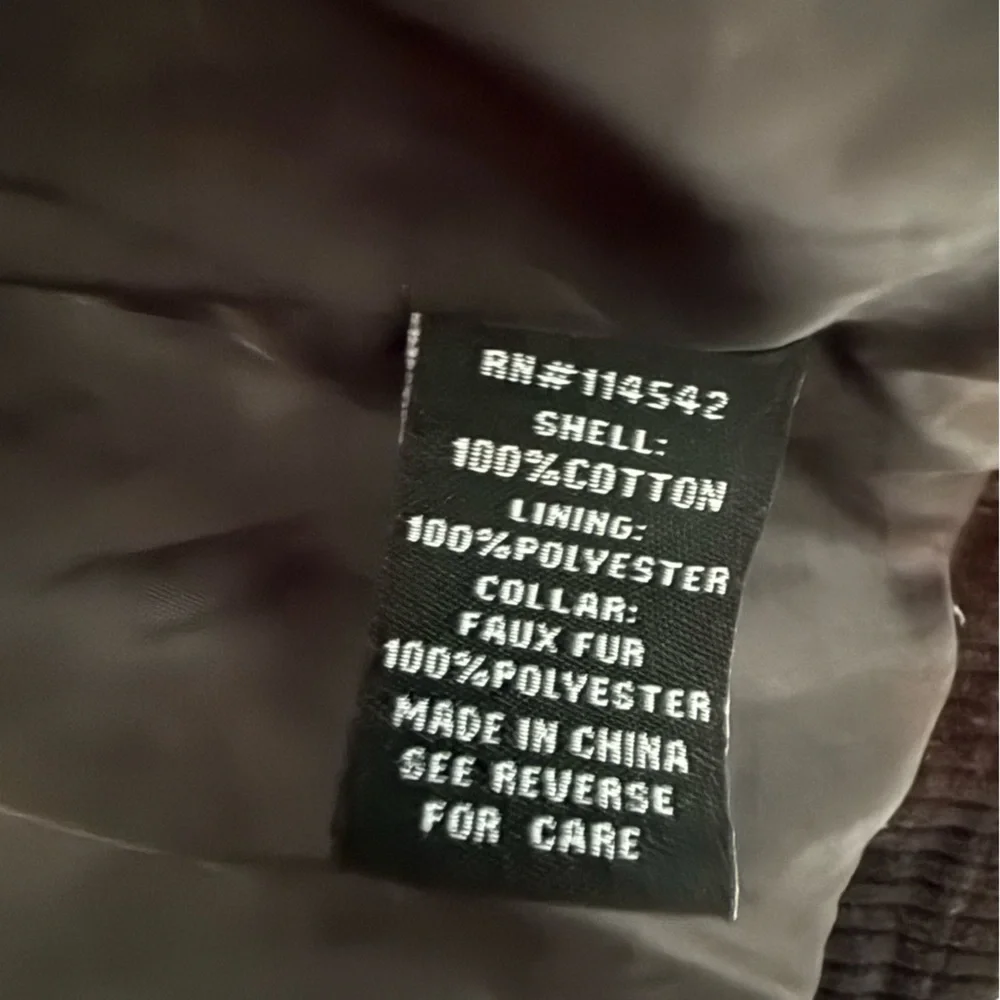 RN#114542
SHELL:
100%COTTON
LINING:
100%POLYESTER
COLLAR:
FAUX FUR
100%POLYESTER
MADE IN CHINA
SEE REVERSE
FOR CARE